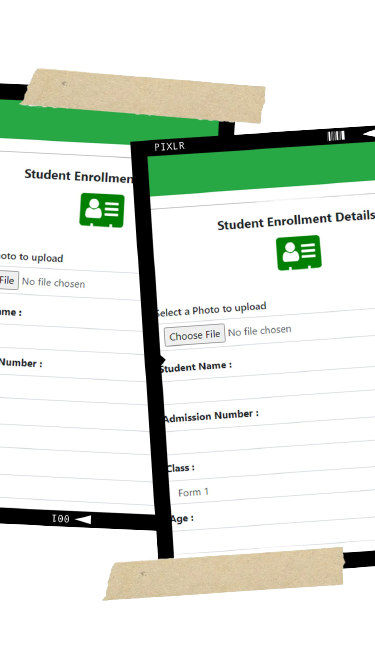 PIXLR
Student Enrollmen
Student Enrollment Details
oto to upload
File No file chosen
Select a Photo to upload
Choose File No file chosen
ame :
Student Name :
Number :
Admission Number :
Class :
Form 1
Age :
001